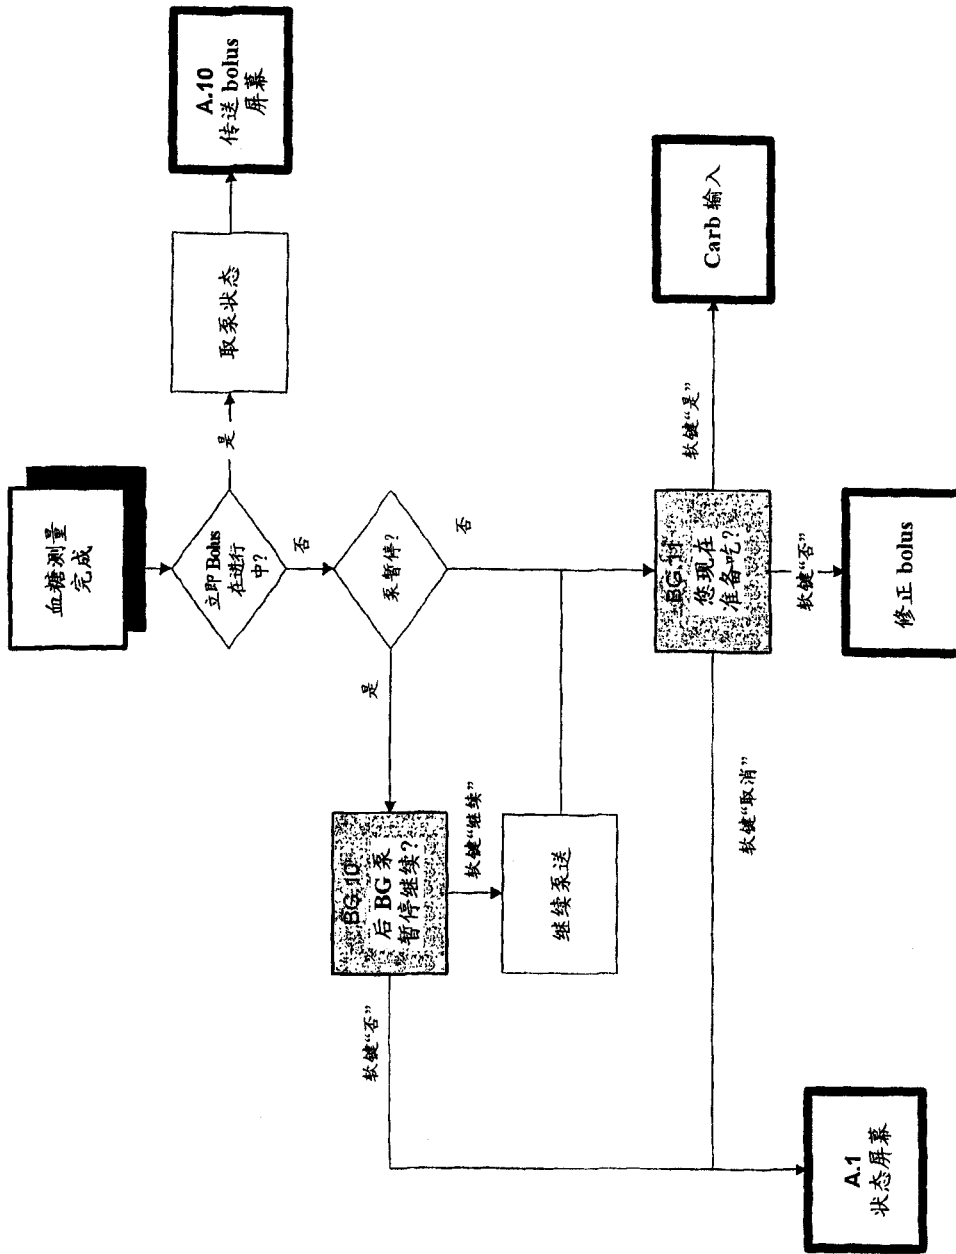 血糖测量
完成
立即 Bolus
在进行
中?
是
取泵状态
A.10
传送 bolus
屏幕
否
泵暂停?
是
否
BG.10
后 BG 泵
暂停继续?
软键“继续”
继续泵送
软键“否”
BG.11
您现在
准备吃?
软键“是”
Carb 输入
软键“否”
修正 bolus
软键“取消”
A.1
状态屏幕